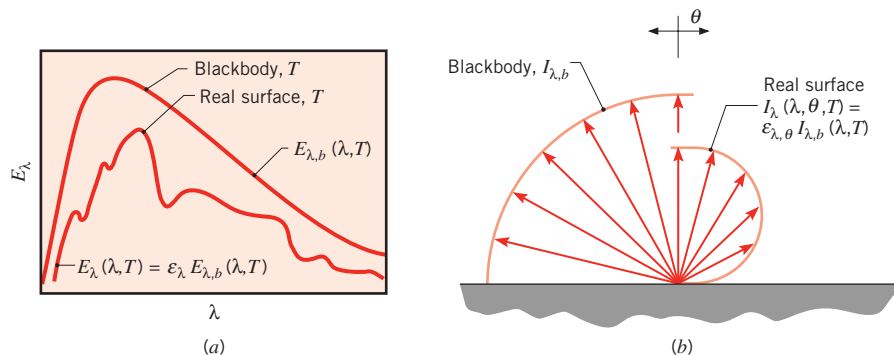 Blackbody, T
Real surface, T
E_λ,b (λ,T)
E_λ
E_λ (λ,T) = ε_λ E_λ,b (λ,T)
λ
(a)
θ
Blackbody, I_λ,b
Real surface
I_λ (λ, θ ,T) =
ε_λ, θ I_λ,b (λ,T)
(b)